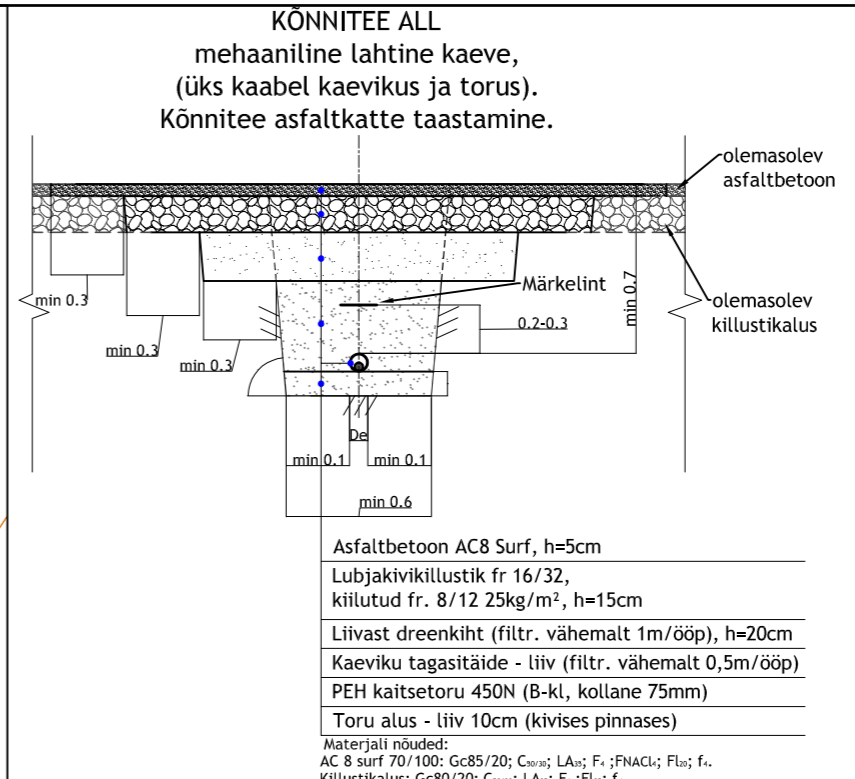 KÕNNITEE ALL
mehaaniline lahtine kaeve,
(üks kaabel kaevikus ja torus).
Kõnnitee asfaltkatte taastamine.
olemasolev
asfaltbetoon
min 0.3
min 0.3
min 0.3
Märkelint
0.2-0.3
min 0.7
olemasolev
killustikalus
De
min 0.1
min 0.1
min 0.6
Asfaltbetoon AC8 Surf, h=5cm
Lubjakivikillustik fr 16/32,
kiilutud fr. 8/12 25kg/m², h=15cm
Liivast dreenkiht (filtr. vähemalt 1m/ööp), h=20cm
Kaeviku tagasitäide - liiv (filtr. vähemalt 0,5m/ööp)
PEH kaitsetoru 450N (B-kl, kollane 75mm)
Toru alus - liiv 10cm (kivises pinnases)
Materjali nõuded:
AC 8 surf 70/100: Gc85/20; C₉₀/₃₀; LA₃₅; F₄ ;FNACl₄; Fl₂₀; f₄.
Killustikalus: Gc80/20;